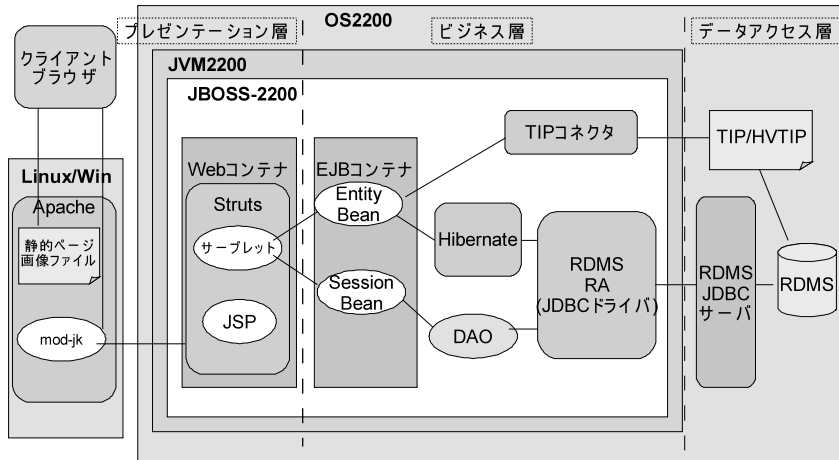 OS2200
プレゼンテーション層
ビジネス層
データアクセス層
クライアント
ブラウザ
JVM2200
JBOSS-2200
TIPコネクタ
TIP/HVTIP
Linux/Win
Apache
静的ページ
画像ファイル
mod-jk
Webコンテナ
Struts
サーブレット
JSP
EJBコンテナ
Entity
Bean
Session
Bean
Hibernate
DAO
RDMS
RA
(JDBCドライバ)
RDMS
JDBC
サーバ
RDMS